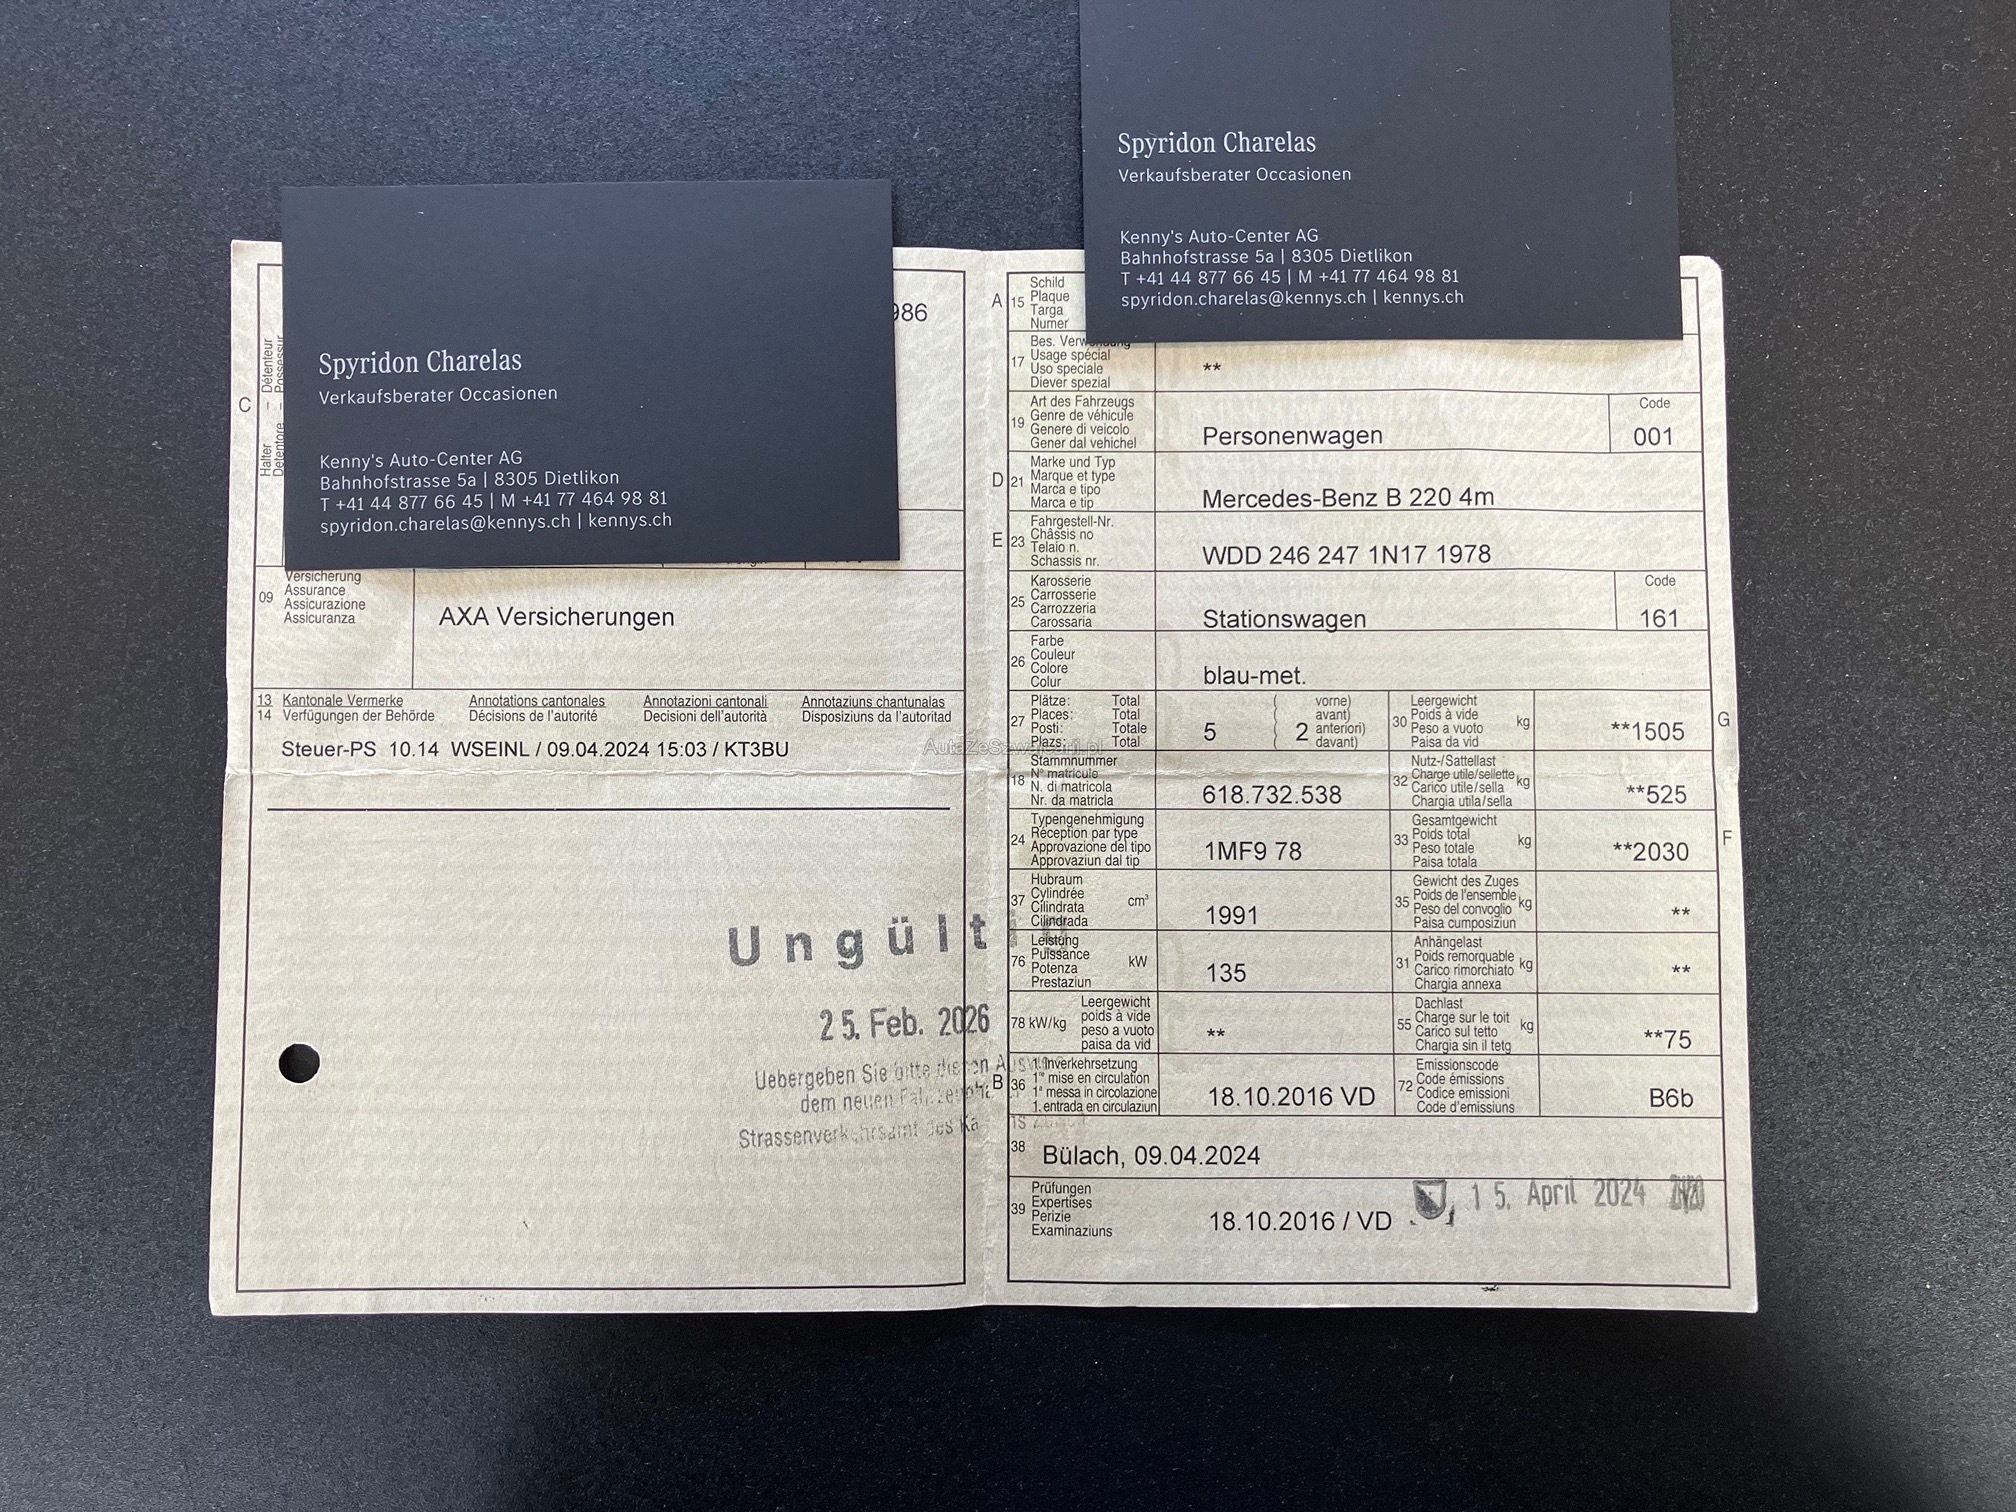 Spyridon Charelas
Verkaufsberater Occasionen
Kenny's Auto-Center AG
Bahnhofstrasse 5a | 8305 Dietlikon
T +41 44 877 66 45 | M +41 77 464 98 81
spyridon.charelas@kennys.ch | kennys.ch
Spyridon Charelas
Verkaufsberater Occasionen
Kenny's Auto-Center AG
Bahnhofstrasse 5a | 8305 Dietlikon
T +41 44 877 66 45 | M +41 77 464 98 81
spyridon.charelas@kennys.ch | kennys.ch
986
C
Halter – Détenteur
Detentore – Possessur
09
Versicherung
Assurance
Assicurazione
Assicuranza
AXA Versicherungen
13 Kantonale Vermerke Annotations cantonales Annotazioni cantonali Annotaziuns chantunalas
14 Verfügungen der Behörde Décisions de l'autorité Decisioni dell'autorità Disposiziuns da l'autoritad
Steuer-PS 10.14 WSEINL / 09.04.2024 15:03 / KT3BU
AutaZeSzwajcarii.pl
Ungültig
25. Feb. 2026
Uebergeben Sie bitte diesen Ausweis
dem neuen
Strassenverkehrsamt des
A 15
Schild
Plaque
Targa
Numer
17
Bes. Verwendung
Usage spécial
Uso speciale
Diever spezial
**
19
Art des Fahrzeugs
Genre de véhicule
Genere di veicolo
Gener dal vehichel
Personenwagen
Code
001
D 21
Marke und Typ
Marque et type
Marca e tipo
Marca e tip
Mercedes-Benz B 220 4m
E 23
Fahrgestell-Nr.
Châssis no
Telaio n.
Schassis nr.
WDD 246 247 1N17 1978
25
Karosserie
Carrosserie
Carrozzeria
Carossaria
Stationswagen
Code
161
26
Farbe
Couleur
Colore
Colur
blau-met.
27
Plätze: Total
Places: Total
Posti: Totale
Plazs: Total
5
2
vorne)
avant)
anteriori)
davant)
30
Leergewicht
Poids à vide
Peso a vuoto
Paisa da vid
kg
**1505
G
18
Stammnummer
N° matricule
N. di matricola
Nr. da matricla
618.732.538
32
Nutz-/Sattellast
Charge utile/sellette
Carico utile/sella
Chargia utila/sella
kg
**525
24
Typengenehmigung
Réception par type
Approvazione del tipo
Approvaziun dal tip
1MF9 78
33
Gesamtgewicht
Poids total
Peso totale
Paisa totala
kg
**2030
F
37
Hubraum
Cylindrée
Cilindrata
Cilindrada
cm³
1991
35
Gewicht des Zuges
Poids de l'ensemble
Peso del convoglio
Paisa cumposiziun
kg
**
76
Leistung
Puissance
Potenza
Prestaziun
kW
135
31
Anhängelast
Poids remorquable
Carico rimorchiato
Chargia annexa
kg
**
78 kW/kg
Leergewicht
poids à vide
peso a vuoto
paisa da vid
**
55
Dachlast
Charge sur le toit
Carico sul tetto
Chargia sin il tetg
kg
**75
B 36
1. Inverkehrsetzung
1re mise en circulation
1a messa in circolazione
1. entrada en circulaziun
18.10.2016 VD
72
Emissionscode
Code émissions
Codice emissioni
Code d'emissiuns
B6b
38
Bülach, 09.04.2024
39
Prüfungen
Expertises
Perizie
Examinaziuns
18.10.2016 / VD
15. April 2024